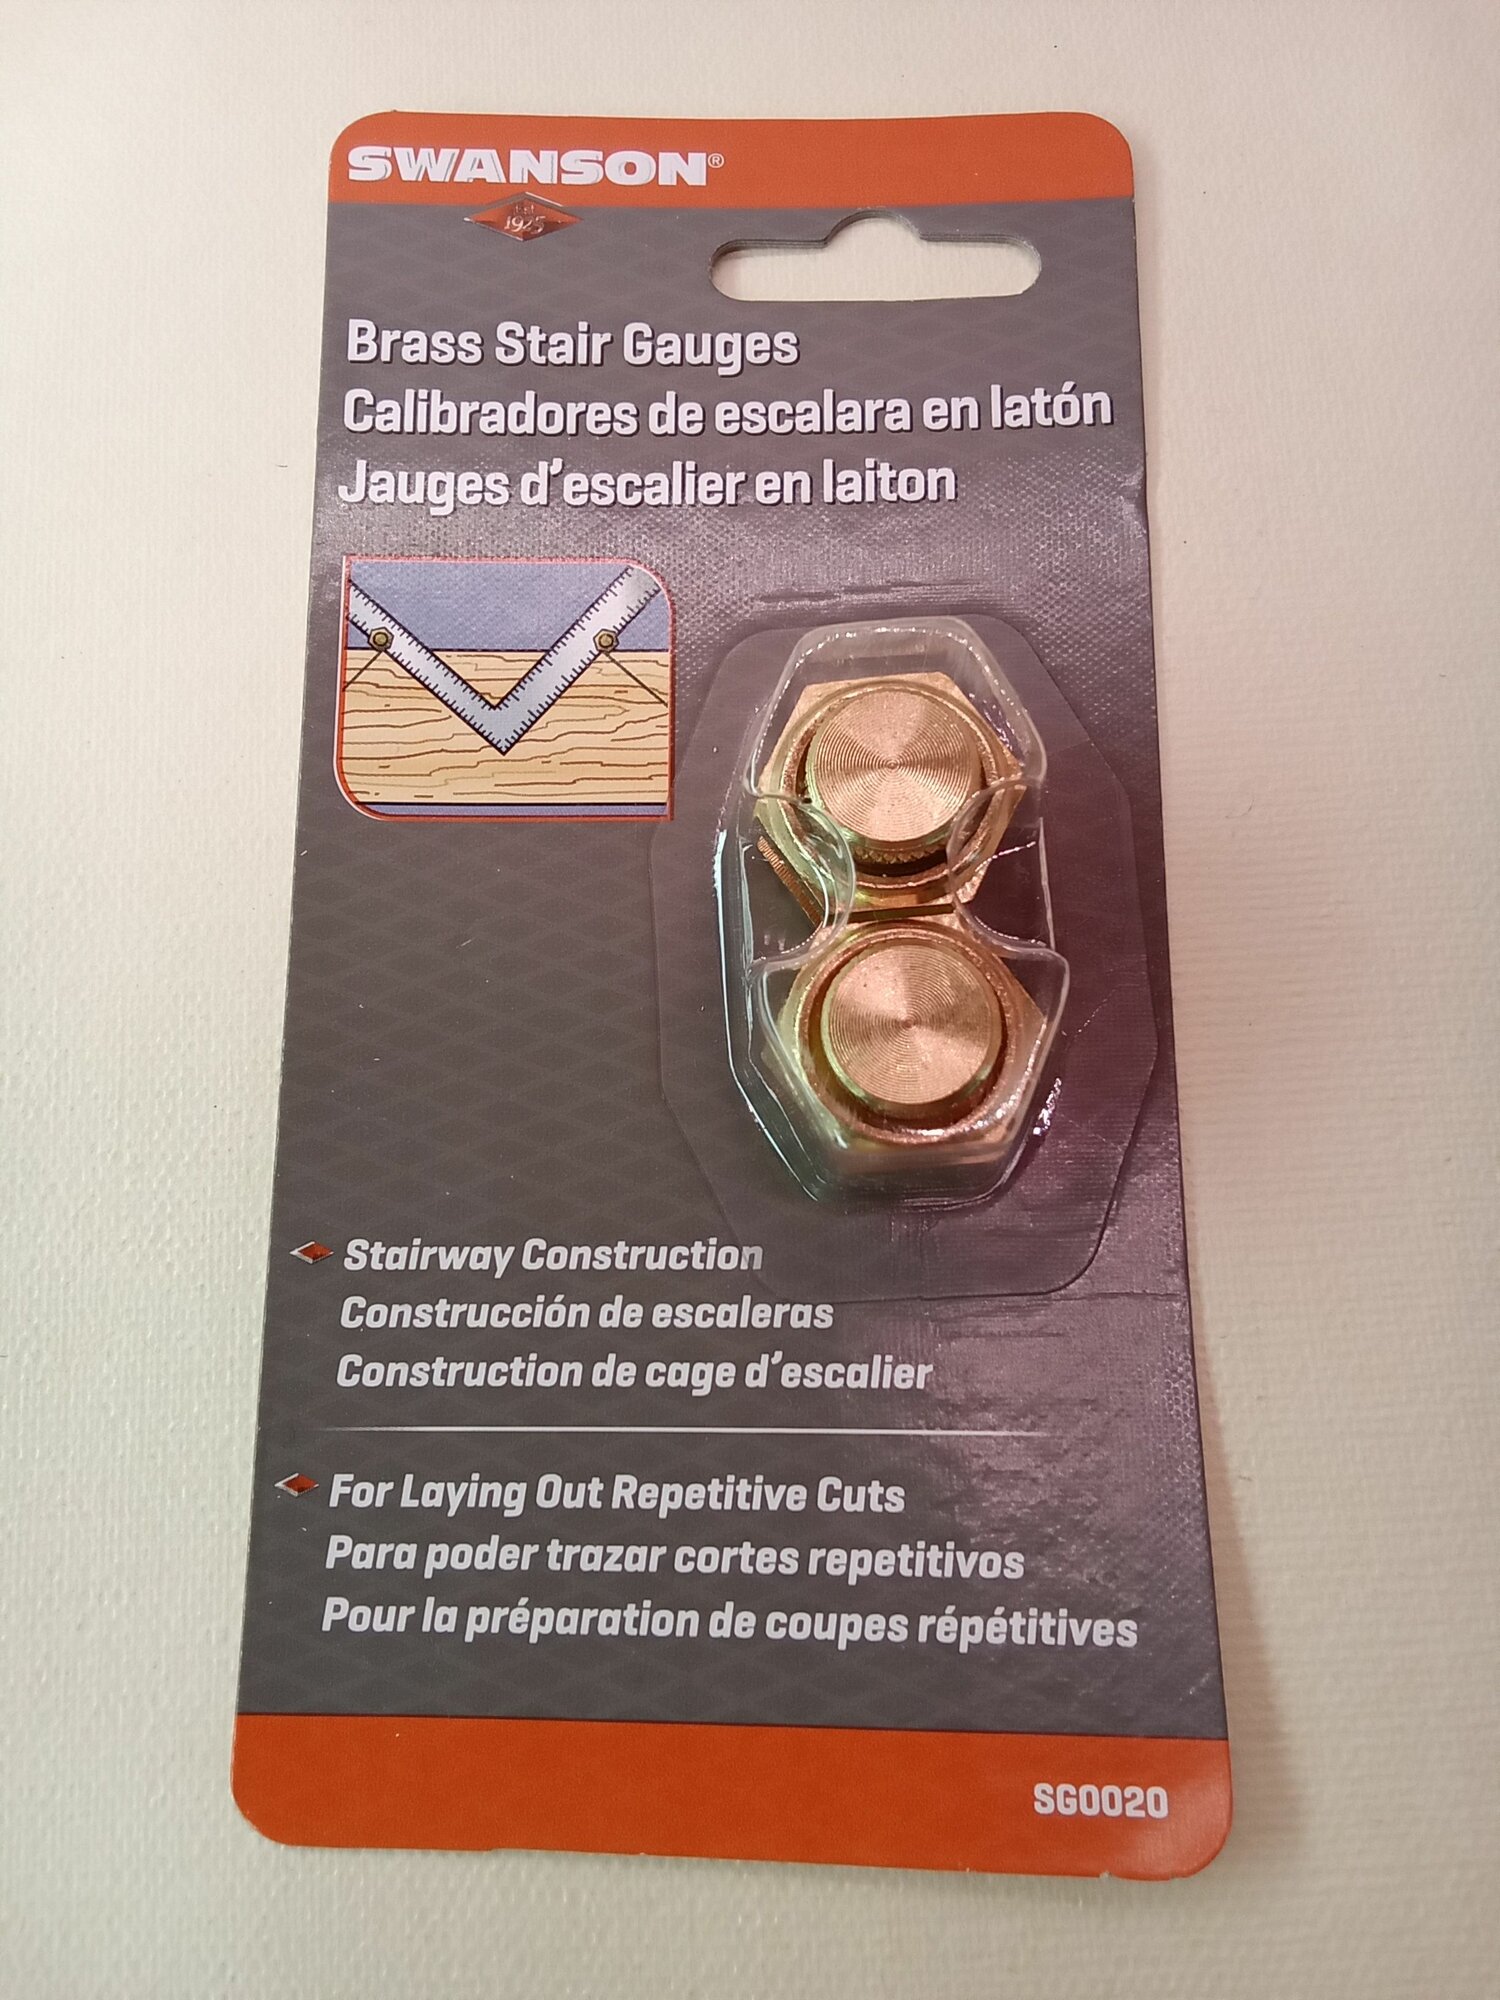 SWANSON®
Est.
1925
Brass Stair Gauges
Calibradores de escalara en latón
Jauges d'escalier en laiton
Stairway Construction
Construcción de escaleras
Construction de cage d'escalier
For Laying Out Repetitive Cuts
Para poder trazar cortes repetitivos
Pour la préparation de coupes répétitives
SG0020